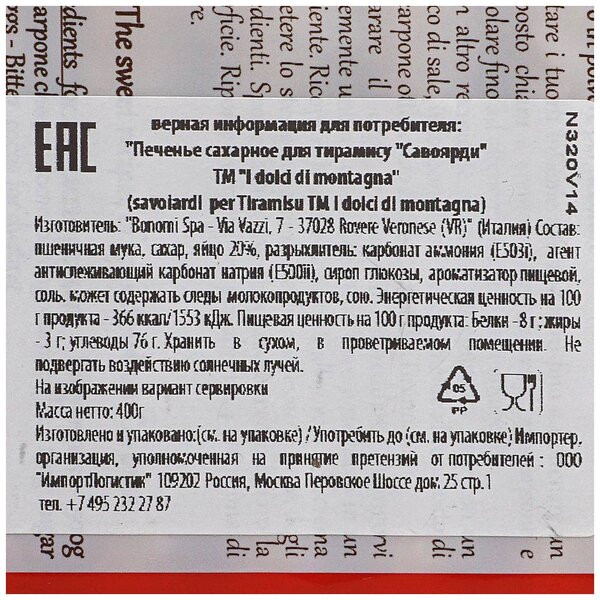 EAC
верная информация для потребителя:
"Печенье сахарное для тирамису "Савоярди"
ТМ "I dolci di montagna"
(savoiardi per Tiramisu TM I dolci di montagna)
Изготовитель: "Bonomi Spa - Via Vazzi, 7 - 37028 Rovere Veronese (VR)" (Италия) Состав:
пшеничная мука, сахар, яйцо 20%, разрыхлитель: карбонат аммония (E503i), агент
антислеживающий карбонат натрия (E500ii), сироп глюкозы, ароматизатор пищевой,
соль. может содержать следы молокопродуктов, сою. Энергетическая ценность на 100
г продукта - 366 ккал/1553 кДж. Пищевая ценность на 100 г продукта: Белки - 8 г; жиры
- 3 г; углеводы 76 г. Хранить в сухом, в проветриваемом помещении. Не
подвергать воздействию солнечных лучей.
На изображении вариант сервировки
Масса нетто: 400г
Изготовлено и упаковано:(см. на упаковке) /Употребить до (см. на упаковке) Импортер,
организация, уполномоченная на принятие претензий от потребителей : ООО
"ИмпортЛогистик" 109202 Россия, Москва Перовское Шоссе дом. 25 стр.1
тел. +7 495 232 27 87
05
PP
N320V14
The swe